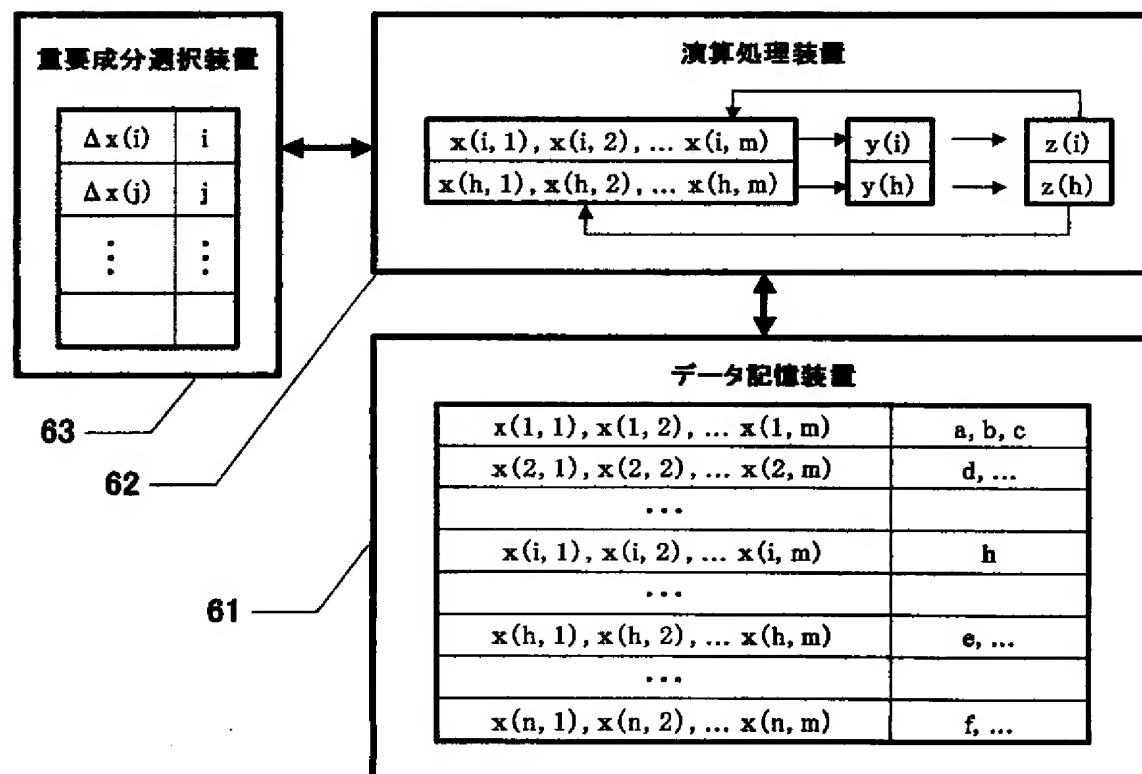 重要成分選択装置
Δx(i) i
Δx(j) j
⋮ ⋮
63
演算処理装置
x(i, 1), x(i, 2), ... x(i, m) y(i) z(i)
x(h, 1), x(h, 2), ... x(h, m) y(h) z(h)
62
データ記憶装置
x(1, 1), x(1, 2), ... x(1, m) a, b, c
x(2, 1), x(2, 2), ... x(2, m) d, ...
...
x(i, 1), x(i, 2), ... x(i, m) h
...
x(h, 1), x(h, 2), ... x(h, m) e, ...
...
x(n, 1), x(n, 2), ... x(n, m) f, ...
61